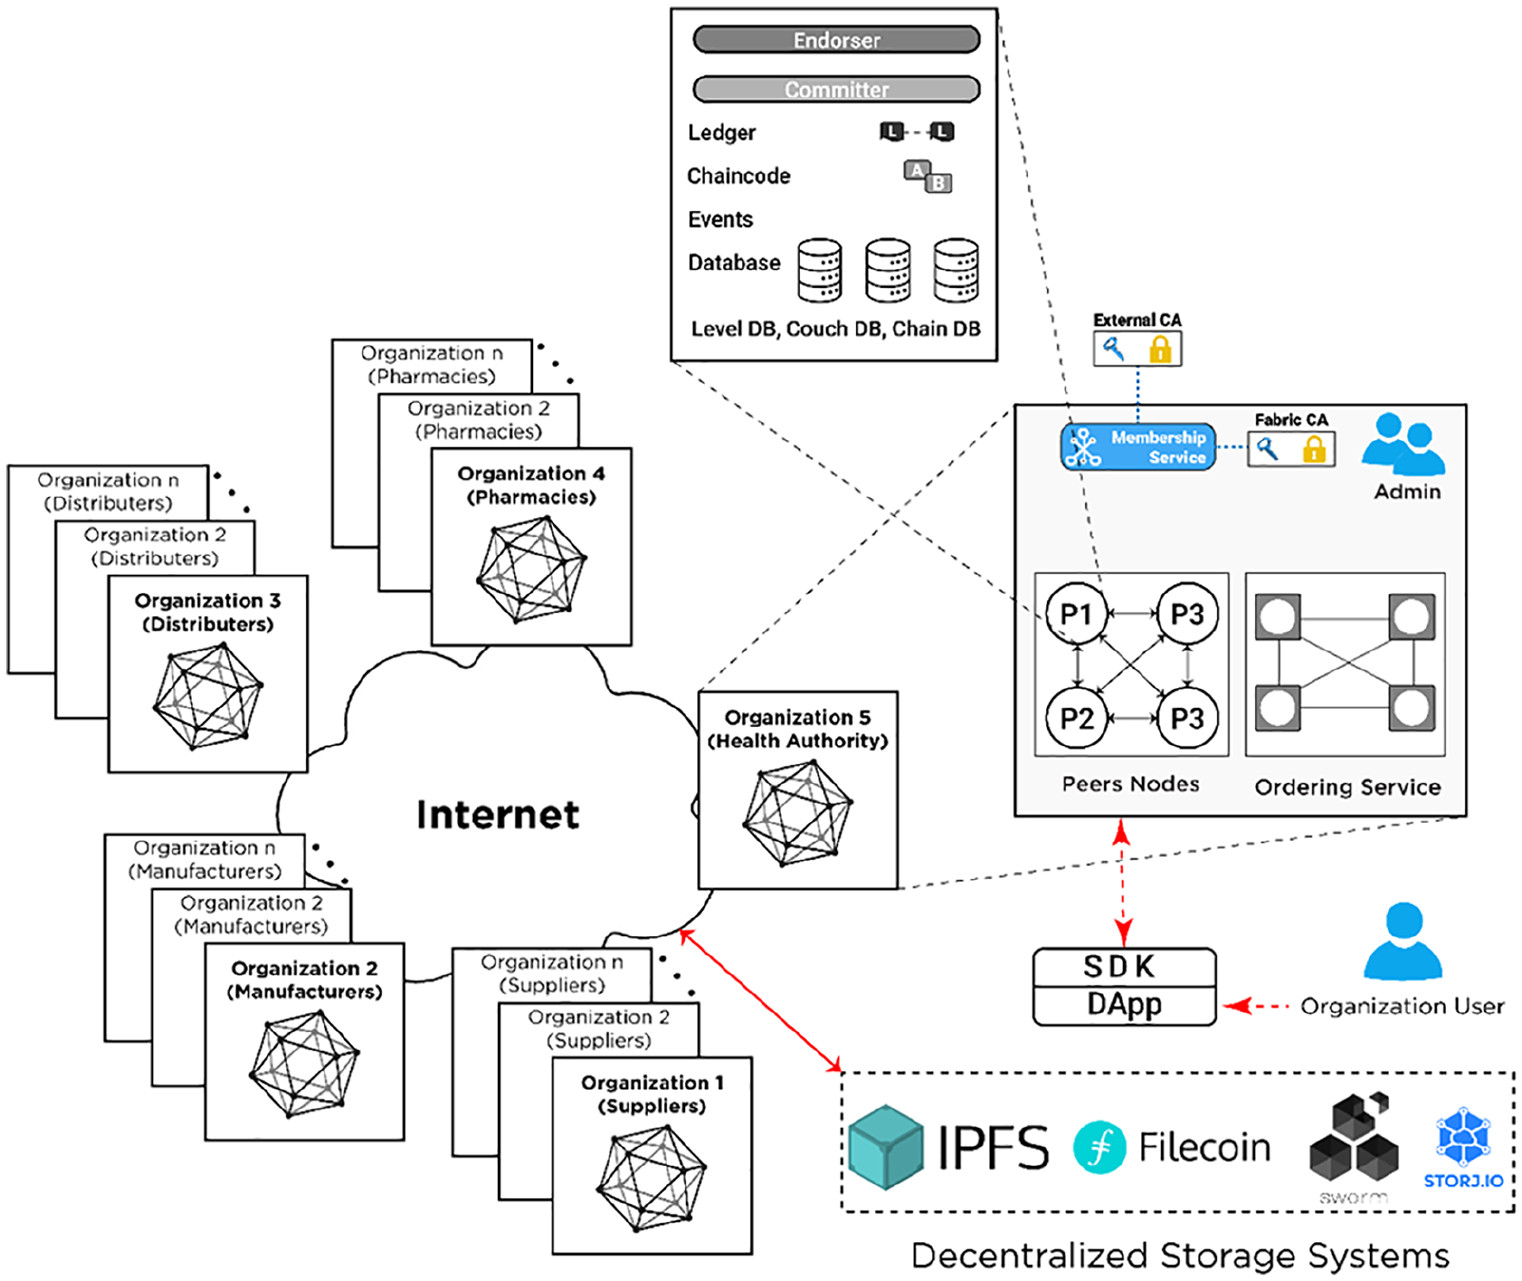 Endorser
Committer
Ledger
L L
Chaincode
A
B
Events
Database
Level DB, Couch DB, Chain DB
External CA
Membership
Service
Fabric CA
Admin
P1
P3
P2
P3
Peers Nodes
Ordering Service
Organization n
(Pharmacies)
Organization 2
(Pharmacies)
Organization 4
(Pharmacies)
Organization n
(Distributers)
Organization 2
(Distributers)
Organization 3
(Distributers)
Organization 5
(Health Authority)
Internet
Organization n
(Manufacturers)
Organization 2
(Manufacturers)
Organization 2
(Manufacturers)
Organization n
(Suppliers)
Organization 2
(Suppliers)
Organization 1
(Suppliers)
SDK
DApp
Organization User
IPFS
Filecoin
sworm
STORJ.IO
Decentralized Storage Systems